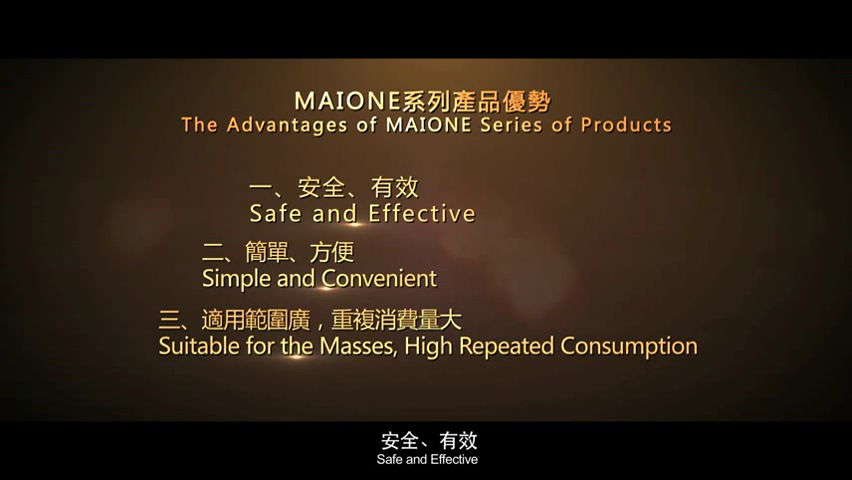 MAIONE系列產品優勢
The Advantages of MAIONE Series of Products
一、安全、有效
Safe and Effective
二、簡單、方便
Simple and Convenient
三、適用範圍廣，重複消費量大
Suitable for the Masses, High Repeated Consumption
安全、有效
Safe and Effective